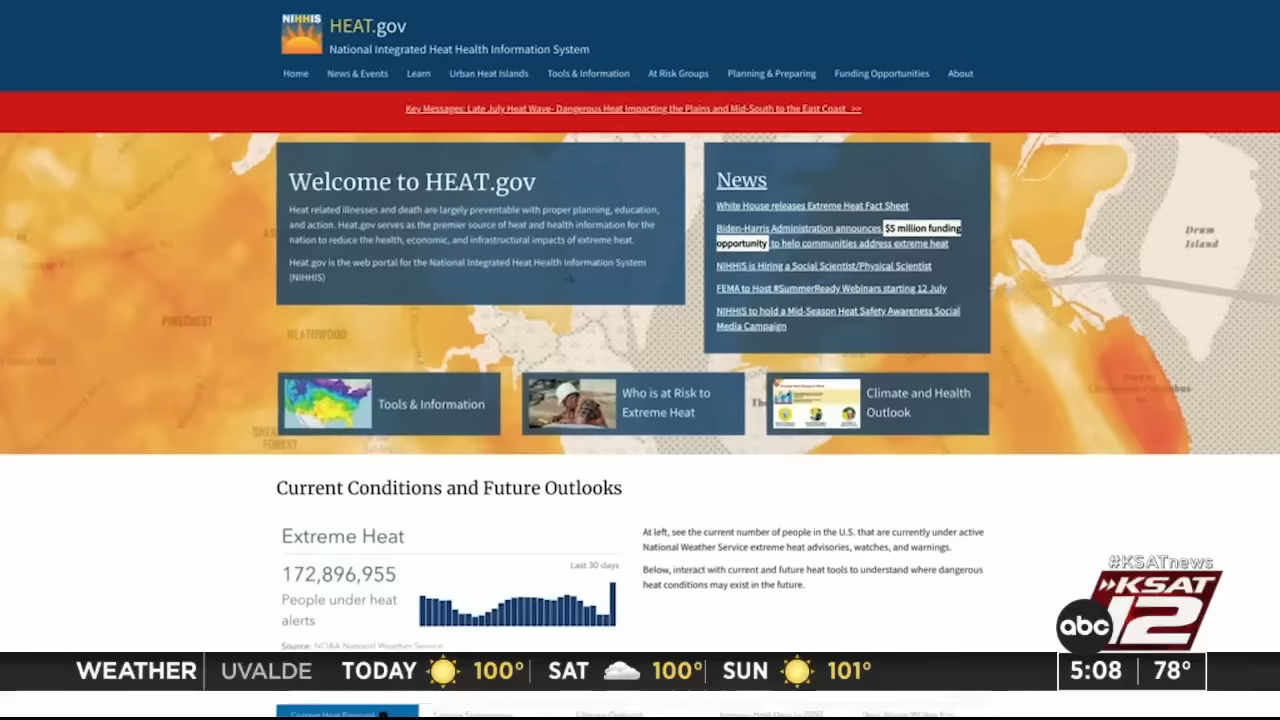 NIHHIS
HEAT.gov
National Integrated Heat Health Information System
Home News & Events Learn Urban Heat Islands Tools & Information At Risk Groups Planning & Preparing Funding Opportunities About
Key Messages: Late July Heat Wave- Dangerous Heat Impacting the Plains and Mid-South to the East Coast >>
Welcome to HEAT.gov
Heat related illnesses and death are largely preventable with proper planning, education,
and action. Heat.gov serves as the premier source of heat and health information for the
nation to reduce the health, economic, and infrastructural impacts of extreme heat.
Heat.gov is the web portal for the National Integrated Heat Health Information System
(NIHHIS)
News
White House releases Extreme Heat Fact Sheet
Biden-Harris Administration announces $5 million funding
opportunity to help communities address extreme heat
NIHHIS is Hiring a Social Scientist/Physical Scientist
FEMA to Host #SummerReady Webinars starting 12 July
NIHHIS to hold a Mid-Season Heat Safety Awareness Social
Media Campaign
Drum
Island
PINECREST
HEATHWOOD
FOREST
Tools & Information
Who is at Risk to
Extreme Heat
Climate and Health
Outlook
Current Conditions and Future Outlooks
Extreme Heat
172,896,955
People under heat
alerts
Last 30 days
Source: NOAA National Weather Service
At left, see the current number of people in the U.S. that are currently under active
National Weather Service extreme heat advisories, watches, and warnings.
Below, interact with current and future heat tools to understand where dangerous
heat conditions may exist in the future.
#KSATnews
KSAT
abc 12
WEATHER UVALDE TODAY 100° SAT 100° SUN 101°
5:08 78°